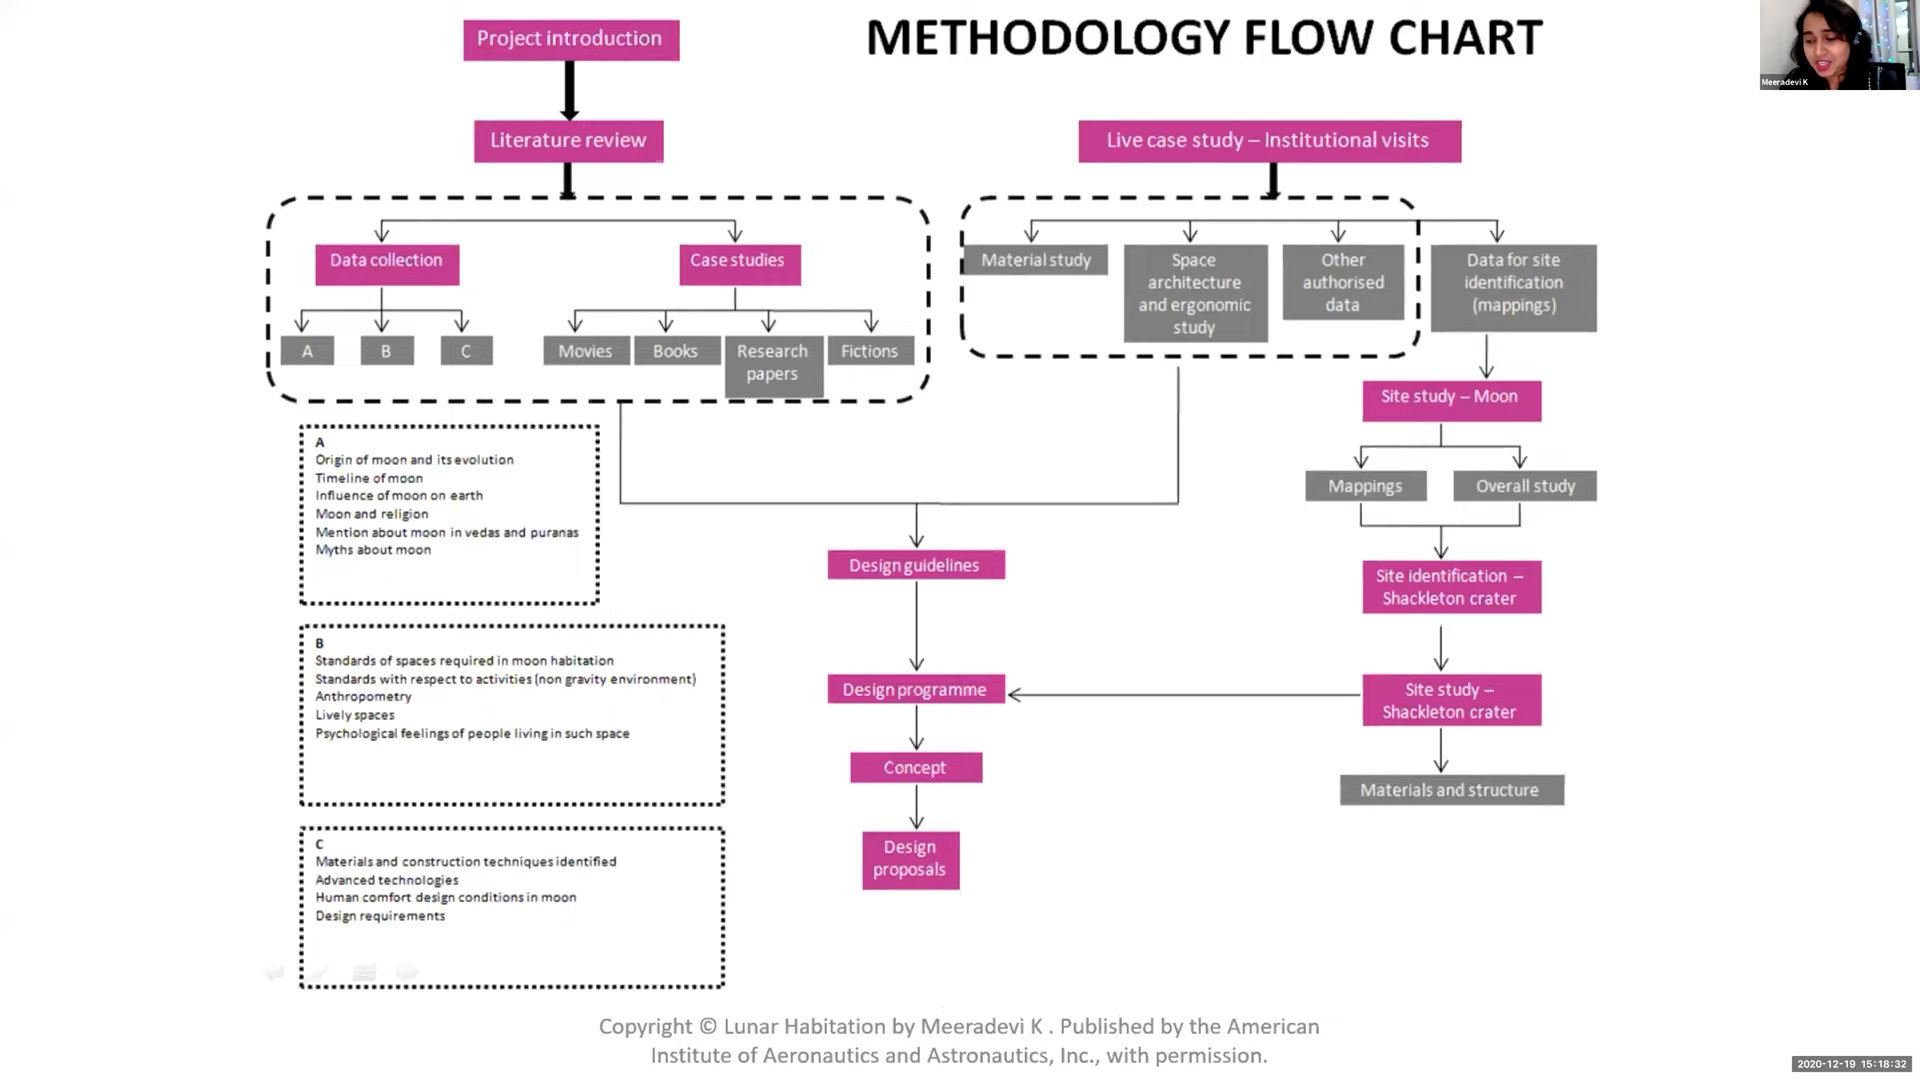 METHODOLOGY FLOW CHART
Meeradevi K
Project introduction
Literature review
Live case study – Institutional visits
Data collection
Case studies
A
B
C
Movies
Books
Research
papers
Fictions
Material study
Space
architecture
and ergonomic
study
Other
authorised
data
Data for site
identification
(mappings)
Site study – Moon
Mappings
Overall study
Site identification –
Shackleton crater
Site study –
Shackleton crater
Materials and structure
Design guidelines
Design programme
Concept
Design
proposals
A
Origin of moon and its evolution
Timeline of moon
Influence of moon on earth
Moon and religion
Mention about moon in vedas and puranas
Myths about moon
B
Standards of spaces required in moon habitation
Standards with respect to activities (non gravity environment)
Anthropometry
Lively spaces
Psychological feelings of people living in such space
C
Materials and construction techniques identified
Advanced technologies
Human comfort design conditions in moon
Design requirements
Copyright © Lunar Habitation by Meeradevi K . Published by the American
Institute of Aeronautics and Astronautics, Inc., with permission.
2020-12-19 15:18:32